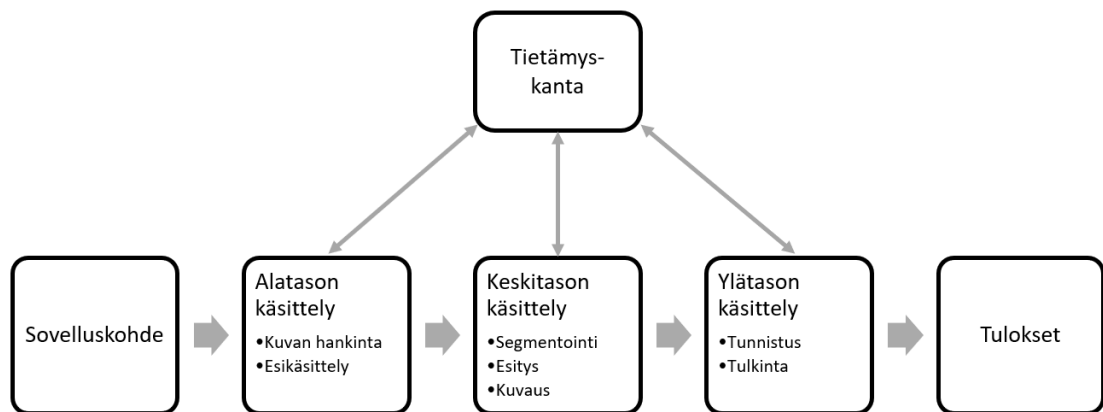 Tietämys-
kanta
Sovelluskohde
Alatason
käsittely
•Kuvan hankinta
•Esikäsittely
Keskitason
käsittely
•Segmentointi
•Esitys
•Kuvaus
Ylätason
käsittely
•Tunnistus
•Tulkinta
Tulokset